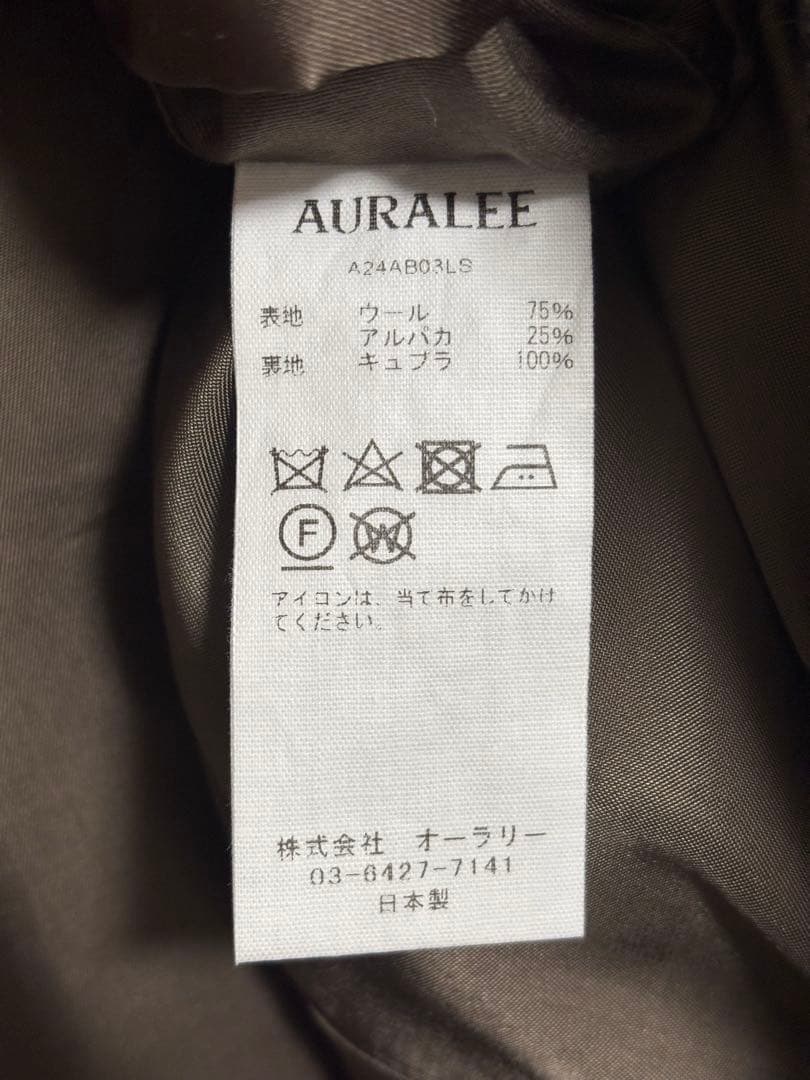 AURALEE
A24AB03LS
表地 ウール 75%
アルパカ 25%
裏地 キュプラ 100%
F W
アイロンは、当て布をしてかけ
てください。
株式会社 オーラリー
03-6427-7141
日本製